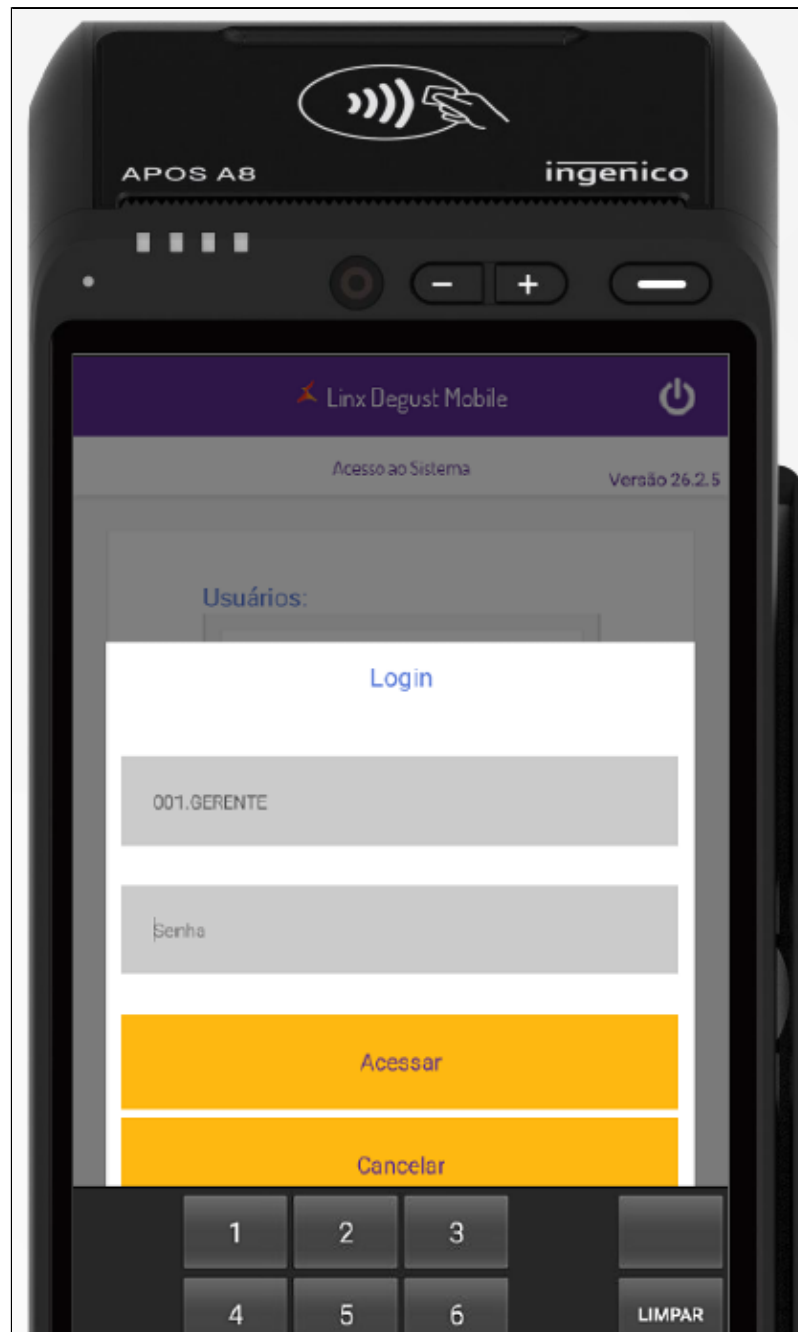 APOS A8
ingenico
- +
Linx Degust Mobile
Acesso ao Sistema
Versão 26.2.5
Usuários:
Login
001.GERENTE
Senha
Acessar
Cancelar
1 2 3
4 5 6 LIMPAR